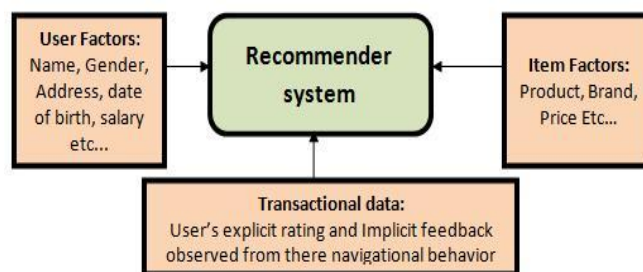 User Factors:
Name, Gender,
Address, date
of birth, salary
etc...
Recommender
system
Item Factors:
Product, Brand,
Price Etc...
Transactional data:
User's explicit rating and Implicit feedback
observed from there navigational behavior